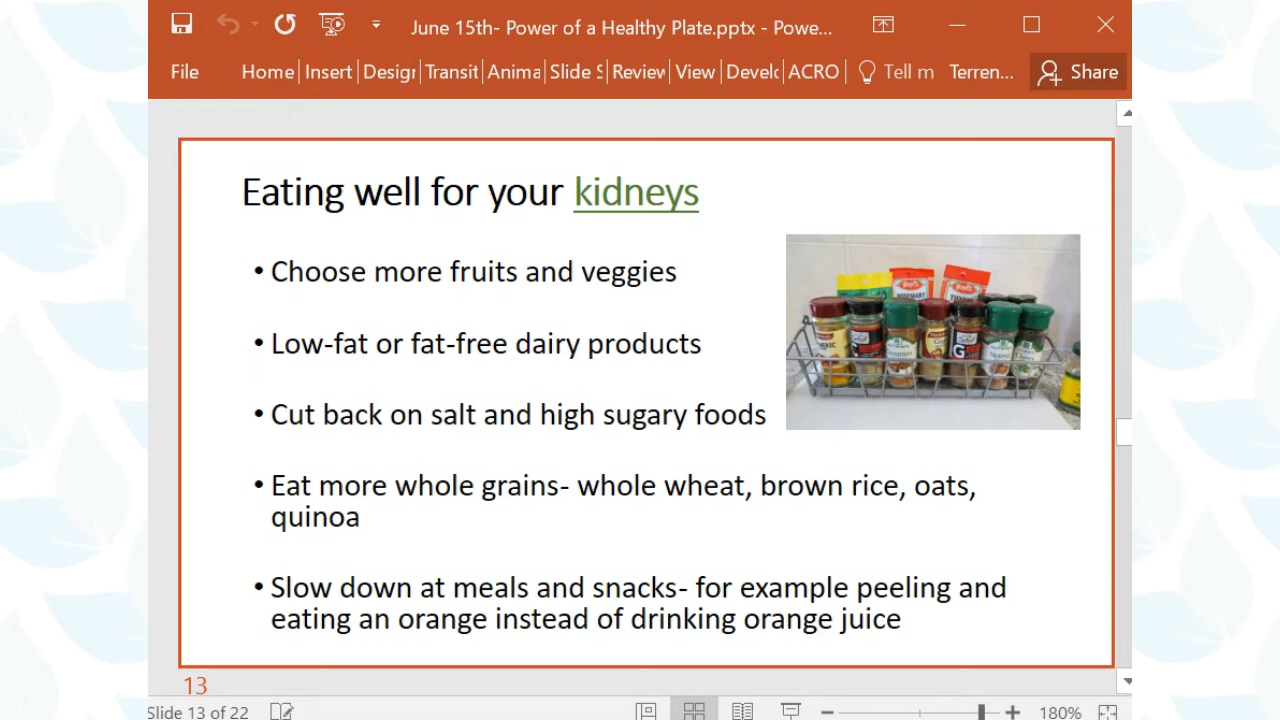 June 15th- Power of a Healthy Plate.pptx - Powe...
File Home Insert Design Transit Anima Slide S Review View Develo ACRO Tell m Terren... Share
Eating well for your kidneys
• Choose more fruits and veggies
• Low-fat or fat-free dairy products
• Cut back on salt and high sugary foods
• Eat more whole grains- whole wheat, brown rice, oats,
quinoa
• Slow down at meals and snacks- for example peeling and
eating an orange instead of drinking orange juice
13
Slide 13 of 22
180%